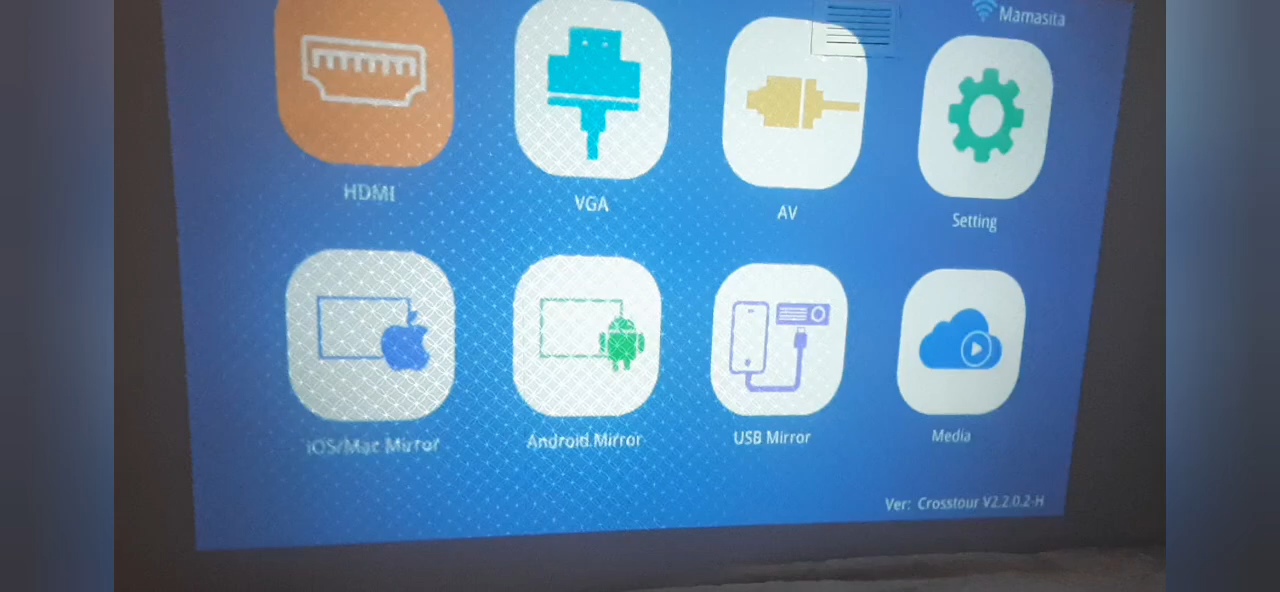 Mamasita
HDMI
VGA
AV
Setting
iOS/Mac Mirror
Android Mirror
USB Mirror
Media
Ver: Crosstour V2.2.0.2-H